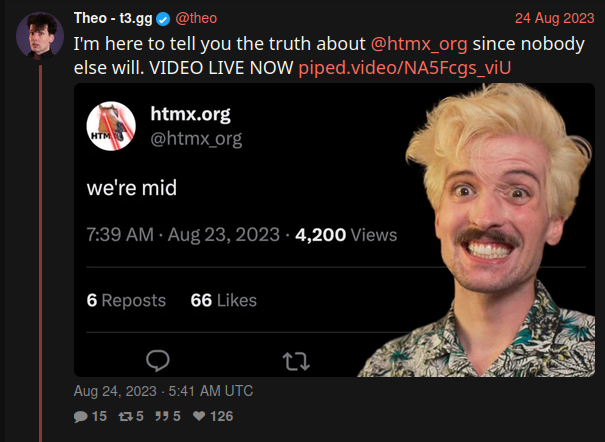 Theo - t3.gg @theo 24 Aug 2023
I'm here to tell you the truth about @htmx_org since nobody
else will. VIDEO LIVE NOW piped.video/NA5Fcgs_viU
HTM
htmx.org
@htmx_org
we're mid
7:39 AM · Aug 23, 2023 · 4,200 Views
6 Reposts 66 Likes
Aug 24, 2023 · 5:41 AM UTC
15 5 5 126